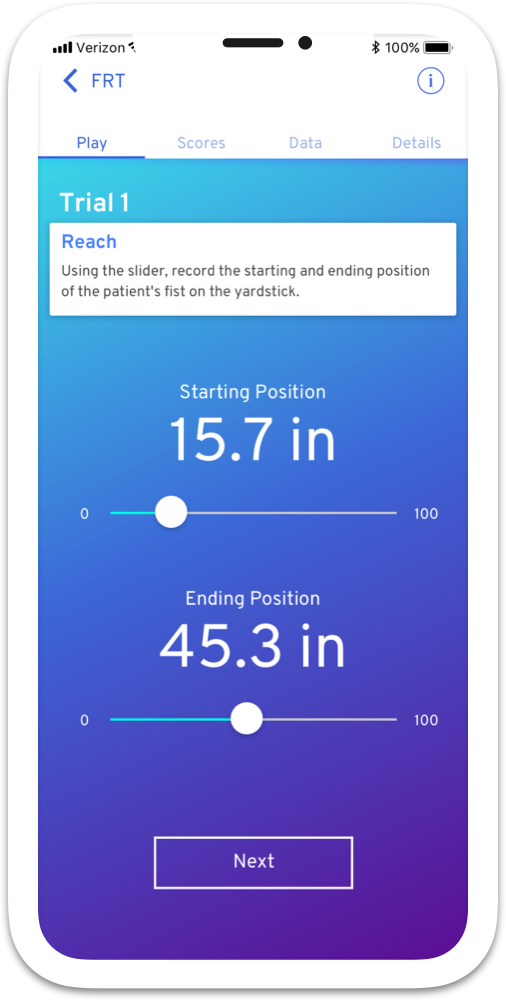 Verizon
100%
FRT
i
Play Scores Data Details
Trial 1
Reach
Using the slider, record the starting and ending position
of the patient's fist on the yardstick.
Starting Position
15.7 in
0 100
Ending Position
45.3 in
0 100
Next